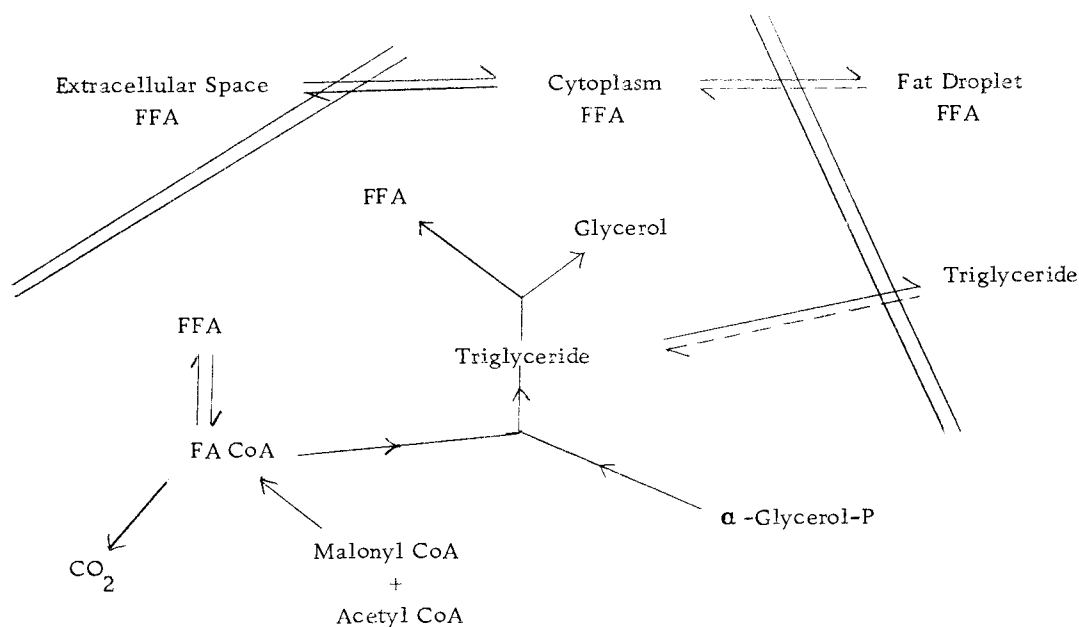 Extracellular Space
FFA
Cytoplasm
FFA
Fat Droplet
FFA
FFA
Glycerol
Triglyceride
FFA
Triglyceride
FA CoA
α-Glycerol-P
CO2
Malonyl CoA
+
Acetyl CoA